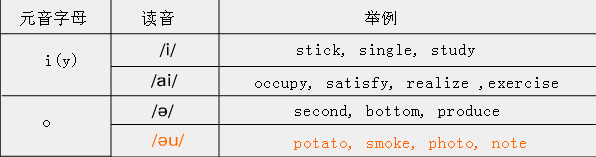 元音字母 读音 举例
i(y) /i/ stick, single, study
/ai/ occupy, satisfy, realize ,exercise
o /ə/ second, bottom, produce
/əu/ potato, smoke, photo, note